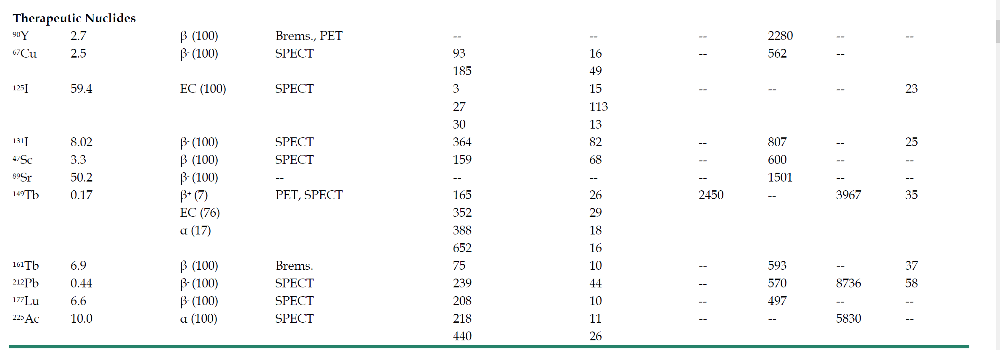 Therapeutic Nuclides
⁹⁰Y 2.7 β⁻ (100) Brems., PET -- -- -- 2280 -- --
⁶⁷Cu 2.5 β⁻ (100) SPECT 93 16 -- 562 --
185 49
¹²⁵I 59.4 EC (100) SPECT 3 15 -- -- -- 23
27 113
30 13
¹³¹I 8.02 β⁻ (100) SPECT 364 82 -- 807 -- 25
⁴⁷Sc 3.3 β⁻ (100) SPECT 159 68 -- 600 -- --
⁸⁹Sr 50.2 β⁻ (100) -- -- -- -- 1501 -- --
¹⁴⁹Tb 0.17 β⁺ (7) PET, SPECT 165 26 2450 -- 3967 35
EC (76) 352 29
α (17) 388 18
652 16
¹⁶¹Tb 6.9 β⁻ (100) Brems. 75 10 -- 593 -- 37
²¹²Pb 0.44 β⁻ (100) SPECT 239 44 -- 570 8736 58
¹⁷⁷Lu 6.6 β⁻ (100) SPECT 208 10 -- 497 -- --
²²⁵Ac 10.0 α (100) SPECT 218 11 -- -- 5830 --
440 26